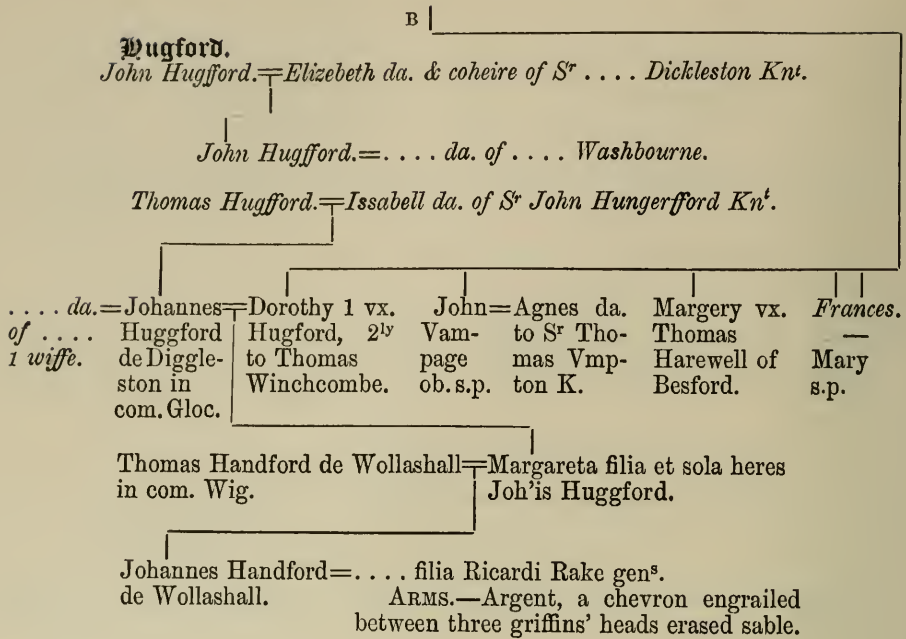 B
Hugford.
John Hugfford.=Elizebeth da. & coheire of Sr . . . . Dickleston Knt.
John Hugfford.=. . . . da. of . . . . Washbourne.
Thomas Hugfford.=Issabell da. of Sr John Hungerfford Knt.
. . . . da.=Johannes=Dorothy 1 vx. John=Agnes da. Margery vx. Frances.
of . . . . Huggford Hugford, 2ly Vam- to Sr Tho- Thomas —
1 wiffe. de Diggle- to Thomas page mas Vmp- Harewell of Mary
ston in Winchcombe. ob. s.p. ton K. Besford. s.p.
com. Gloc.
Thomas Handford de Wollashall=Margareta filia et sola heres
in com. Wig. Joh'is Huggford.
Johannes Handford=. . . . filia Ricardi Rake gens.
de Wollashall. ARMS.—Argent, a chevron engrailed
between three griffins' heads erased sable.